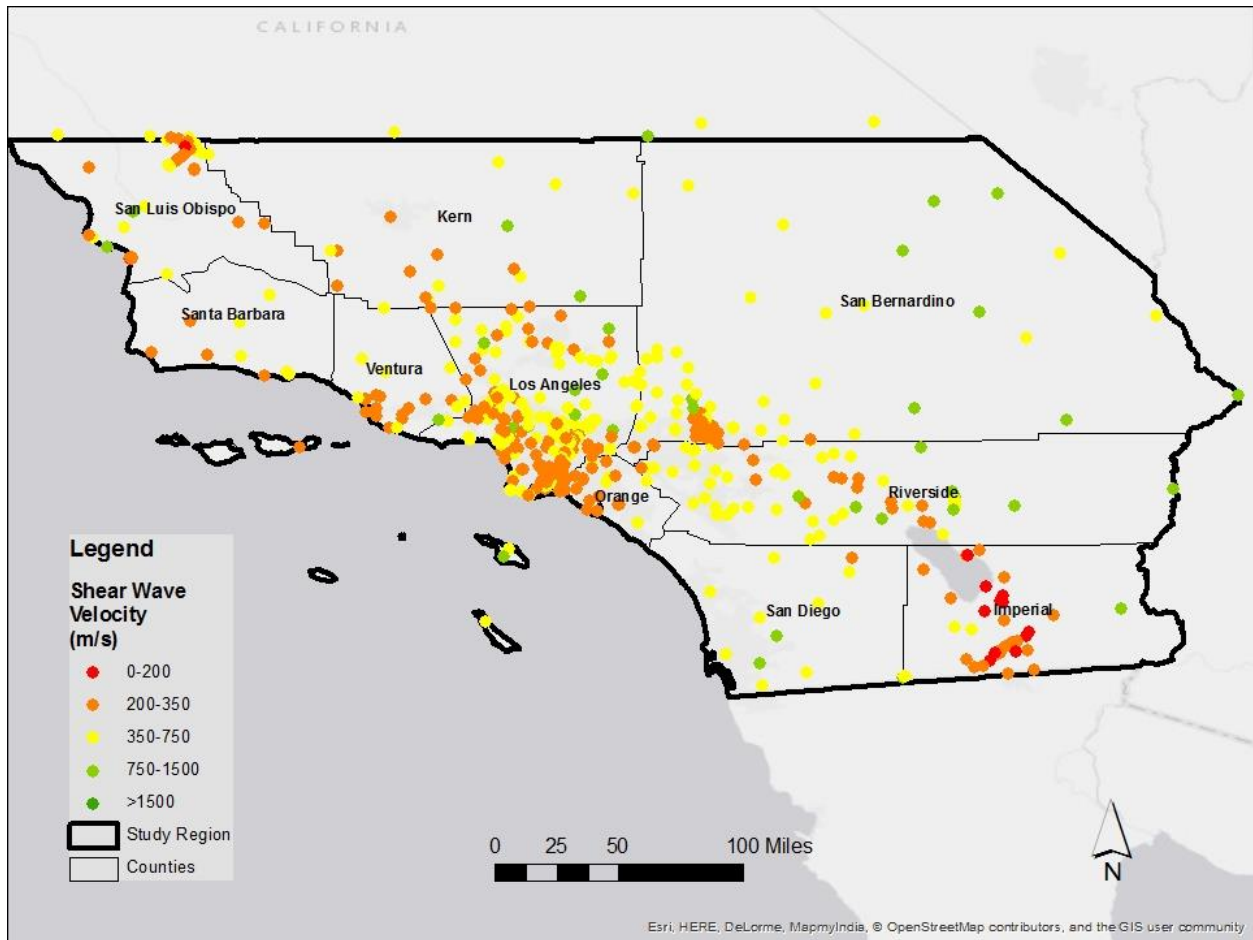 CALIFORNIA
San Luis Obispo
Kern
Santa Barbara
San Bernardino
Ventura
Los Angeles
Orange
Riverside
San Diego
Imperial
Legend
Shear Wave
Velocity
(m/s)
0-200
200-350
350-750
750-1500
>1500
Study Region
Counties
0 25 50 100 Miles
N
Esri, HERE, DeLorme, MapmyIndia, © OpenStreetMap contributors, and the GIS user community